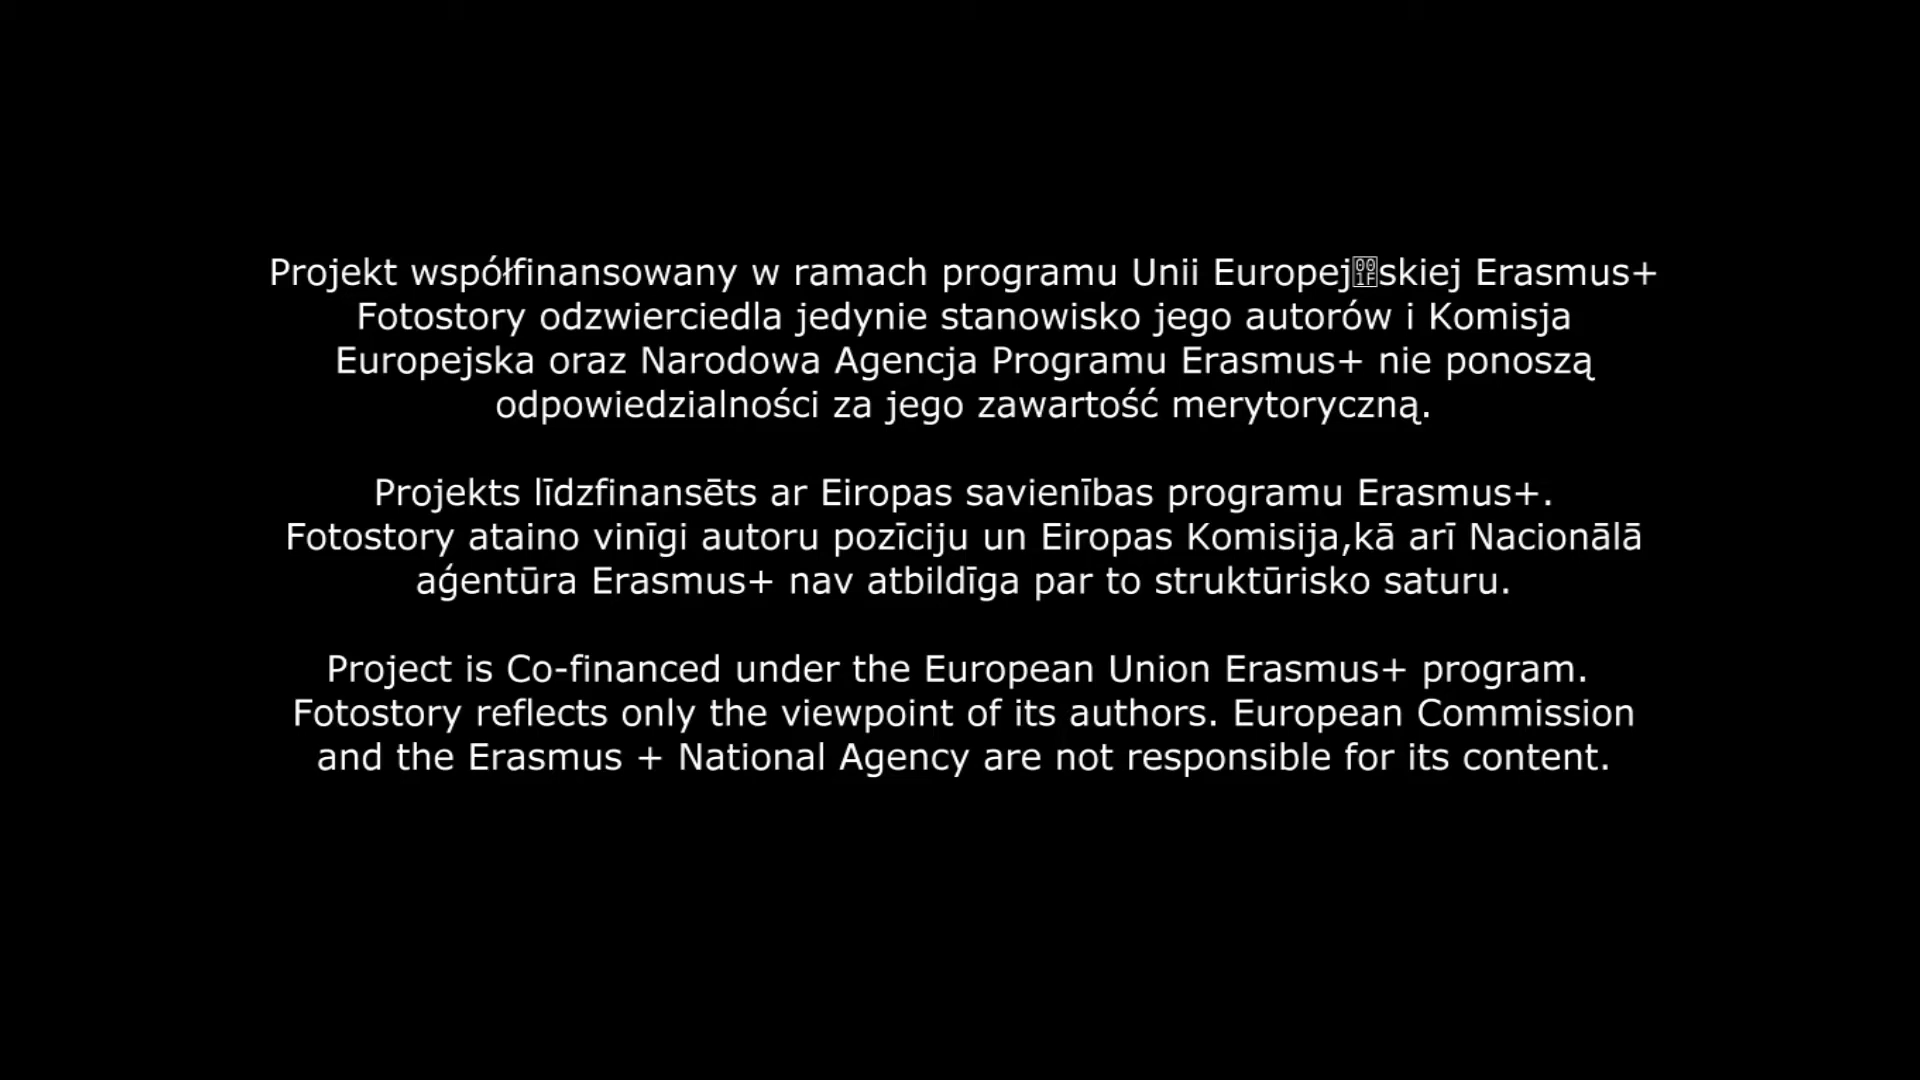 Projekt współfinansowany w ramach programu Unii Europejskiej Erasmus+
Fotostory odzwierciedla jedynie stanowisko jego autorów i Komisja
Europejska oraz Narodowa Agencja Programu Erasmus+ nie ponoszą
odpowiedzialności za jego zawartość merytoryczną.
Projekts līdzfinansēts ar Eiropas savienības programu Erasmus+.
Fotostory ataino vinīgi autoru pozīciju un Eiropas Komisija,kā arī Nacionālā
aģentūra Erasmus+ nav atbildīga par to struktūrisko saturu.
Project is Co-financed under the European Union Erasmus+ program.
Fotostory reflects only the viewpoint of its authors. European Commission
and the Erasmus + National Agency are not responsible for its content.